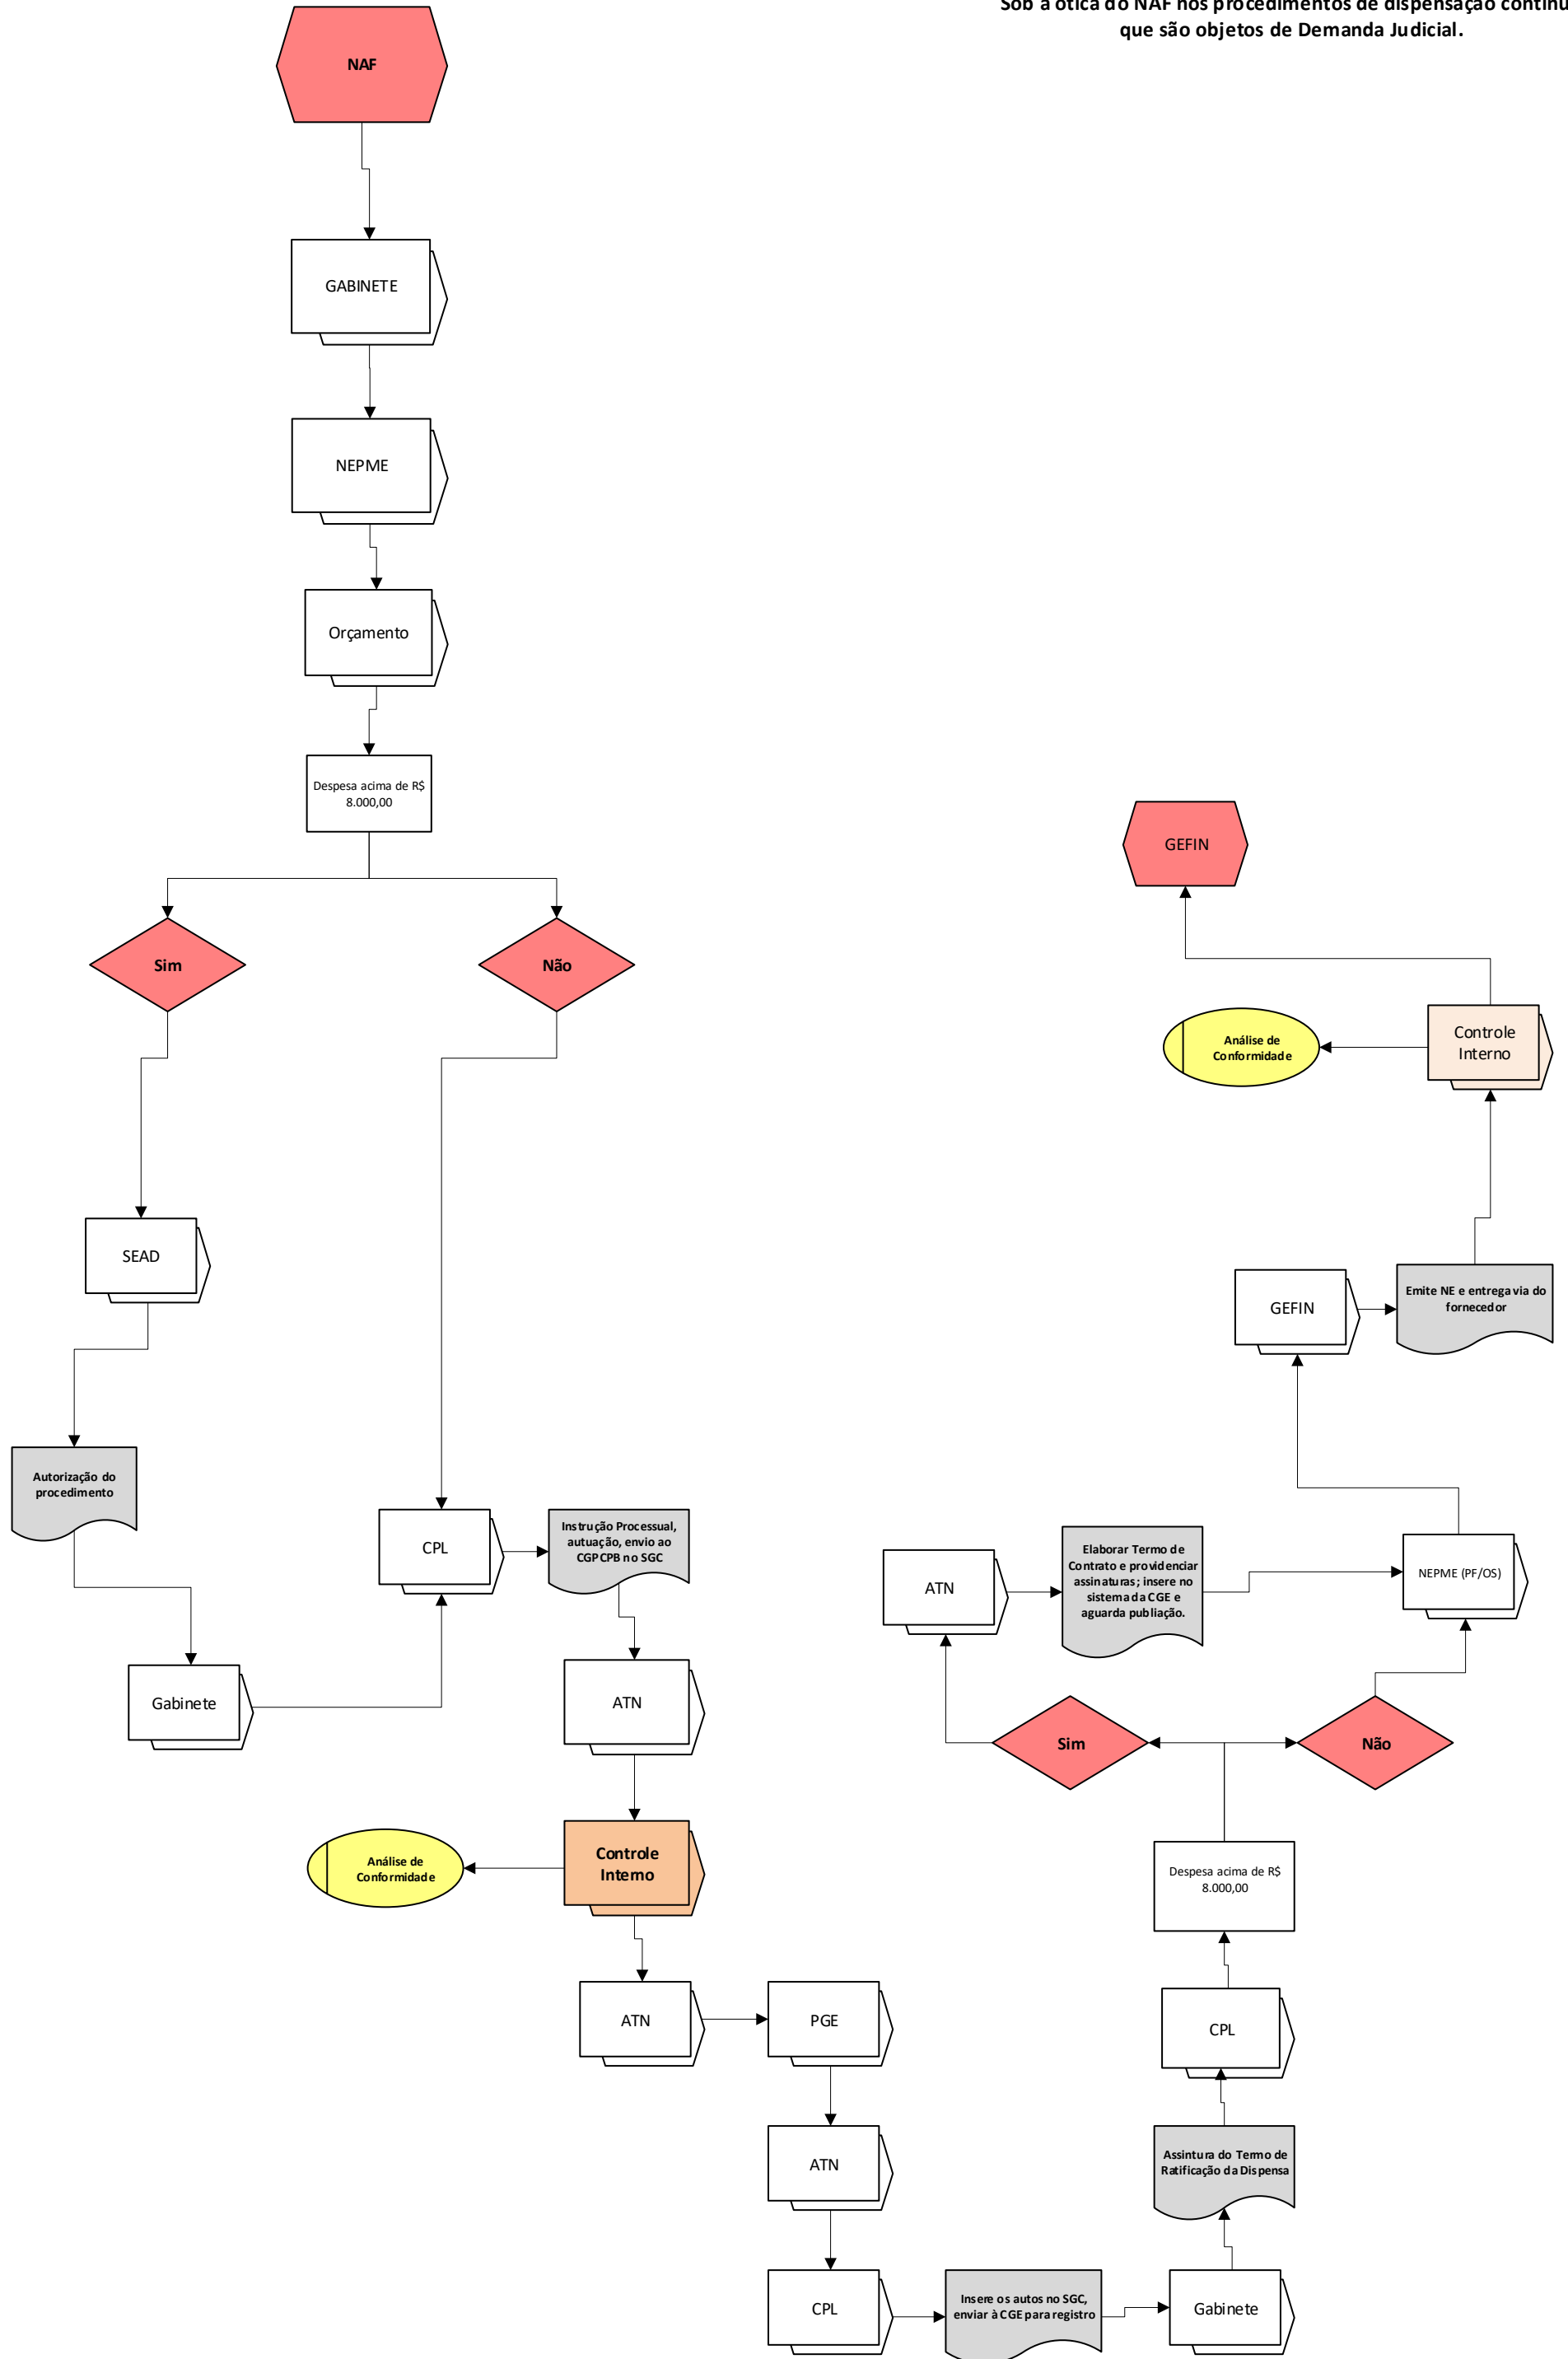 Sob a ótica do NAF nos procedimentos de dispensação
que são objetos de Demanda Judicial.
NAF
GABINETE
NEPME
Orçamento
Despesa acima de R$
8.000,00
Sim
Não
SEAD
Autorização do
procedimento
Gabinete
CPL
Instrução Processual,
autuação, envio ao
CGPCPB no SGC
ATN
Controle
Interno
Análise de
Conformidade
ATN
PGE
ATN
CPL
Insere os autos no SGC,
enviar à CGE para registro
Gabinete
Assintura do Termo de
Ratificação da Dispensa
CPL
Despesa acima de R$
8.000,00
Sim
Não
ATN
Elaborar Termo de
Contrato e providenciar
assinaturas; insere no
sistema da CGE e
aguarda publiação.
NEPME (PF/OS)
GEFIN
Emite NE e entrega via do
fornecedor
Controle
Interno
Análise de
Conformidade
GEFIN